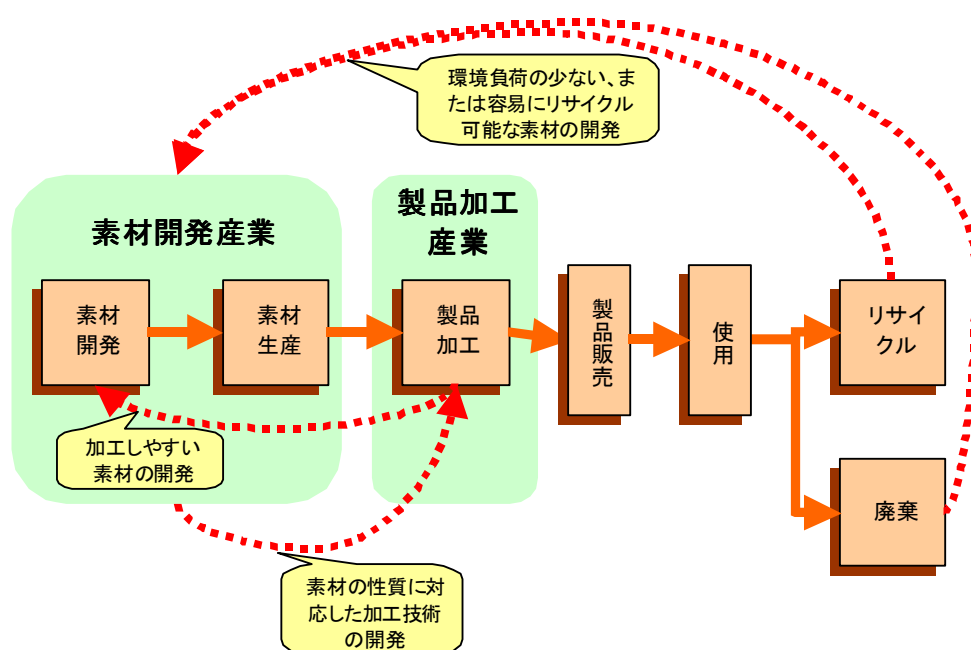 環境負荷の少ない、ま
たは容易にリサイクル
可能な素材の開発
素材開発産業
製品加工
産業
素材
開発
素材
生産
製品
加工
製品販売
使用
リサイ
クル
加工しやすい
素材の開発
廃棄
素材の性質に対
応した加工技術
の開発